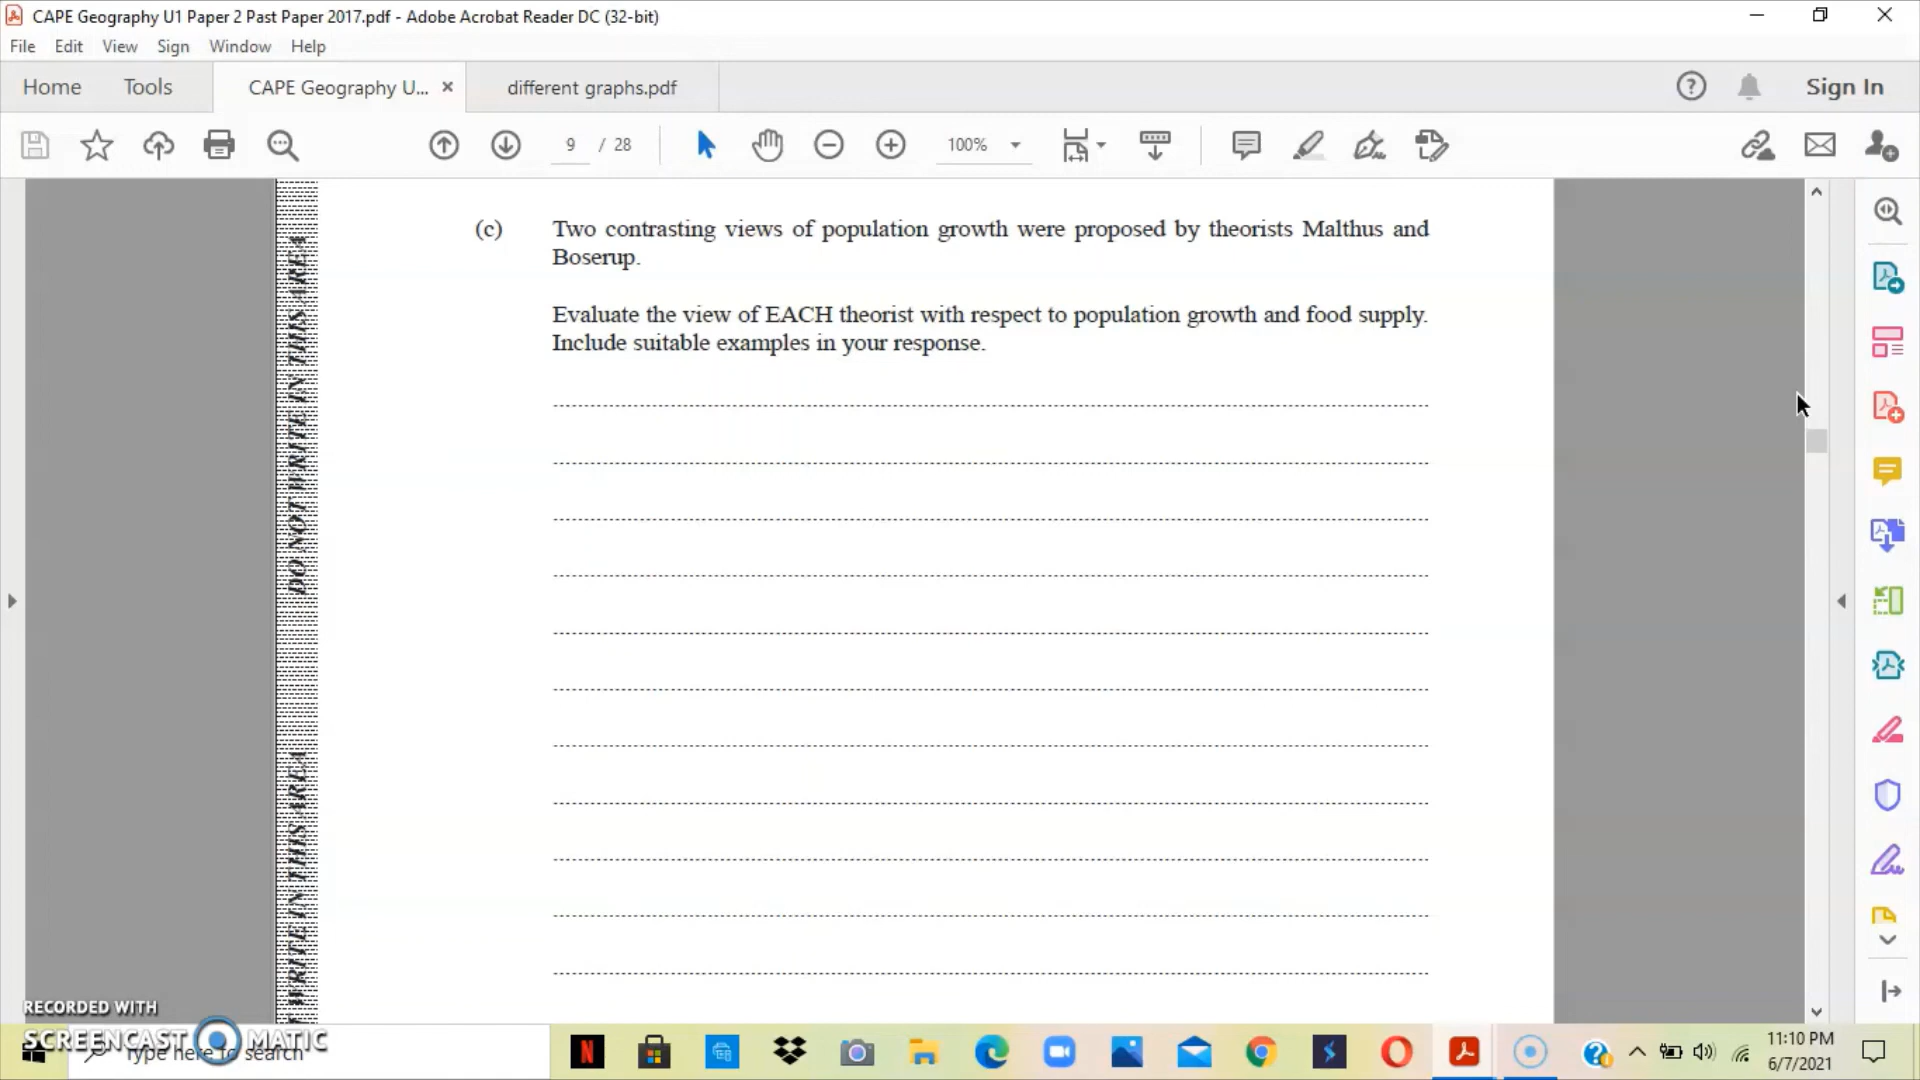 CAPE Geography U1 Paper 2 Past Paper 2017.pdf - Adobe Acrobat Reader DC (32-bit)
File Edit View Sign Window Help
Home Tools CAPE Geography U... × different graphs.pdf Sign In
9 / 28 100%
(c) Two contrasting views of population growth were proposed by theorists Malthus and
Boserup.
Evaluate the view of EACH theorist with respect to population growth and food supply.
Include suitable examples in your response.
DO NOT WRITE IN THIS AREA
WRITE IN THIS AREA
RECORDED WITH
SCREENCAST MATIC
Type here to search
11:10 PM
6/7/2021